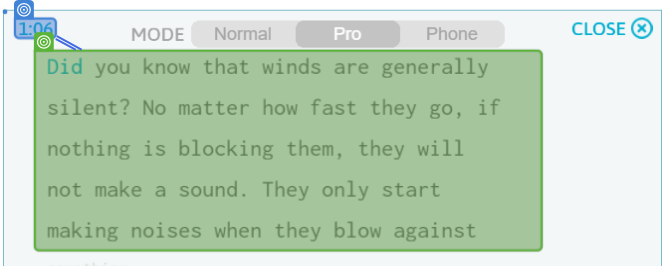 1:06 MODE Normal Pro Phone CLOSE
Did you know that winds are generally
silent? No matter how fast they go, if
nothing is blocking them, they will
not make a sound. They only start
making noises when they blow against